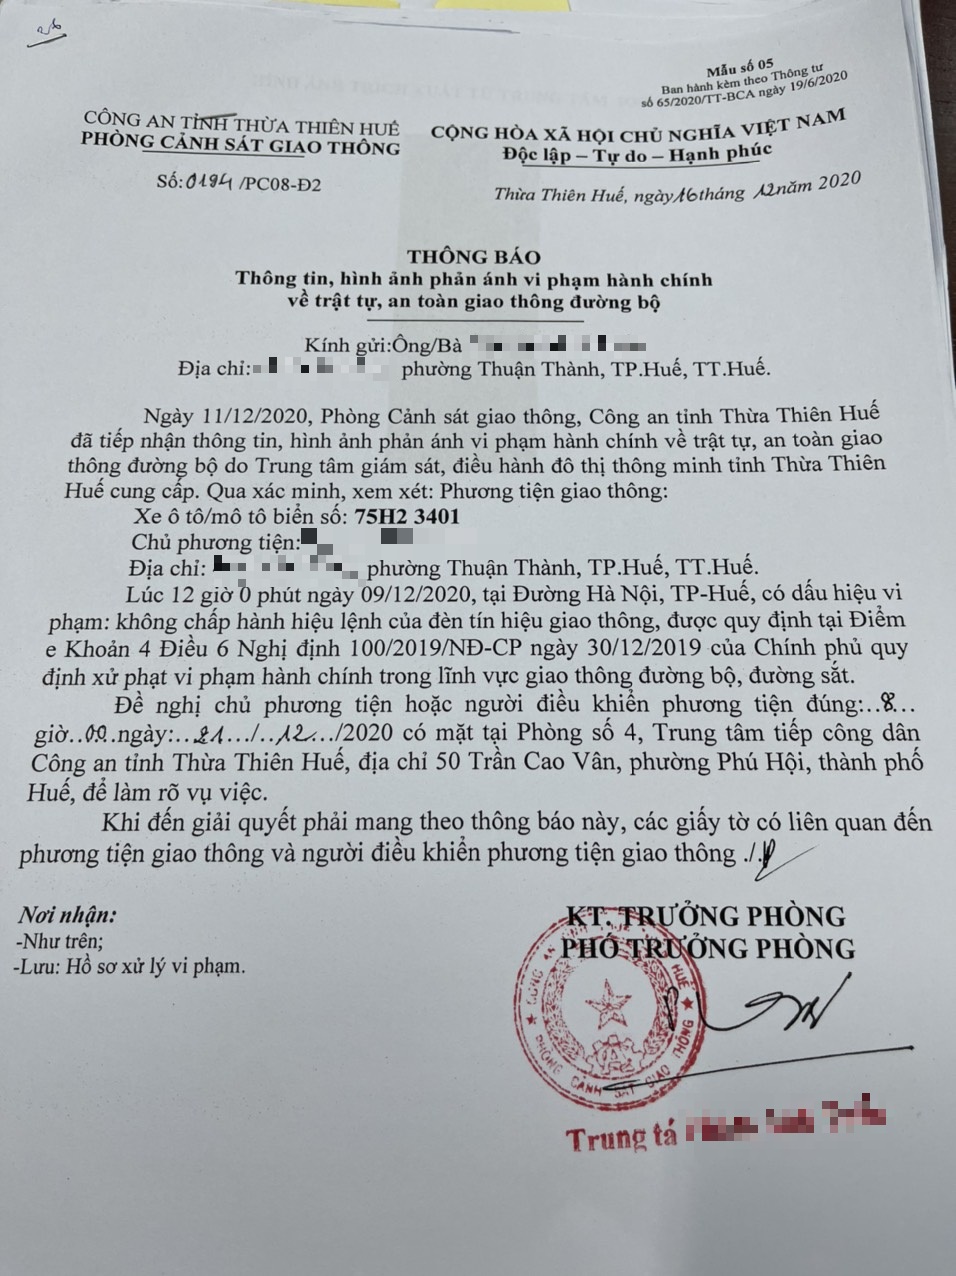 Mẫu số 05
Ban hành kèm theo Thông tư
số 65/2020/TT-BCA ngày 19/6/2020
CÔNG AN TỈNH THỪA THIÊN HUẾ
PHÒNG CẢNH SÁT GIAO THÔNG
Số: 0194 /PC08-Đ2
CỘNG HÒA XÃ HỘI CHỦ NGHĨA VIỆT NAM
Độc lập – Tự do – Hạnh phúc
Thừa Thiên Huế, ngày 16 tháng 12 năm 2020
THÔNG BÁO
Thông tin, hình ảnh phản ánh vi phạm hành chính
về trật tự, an toàn giao thông đường bộ
Kính gửi:Ông/Bà
Địa chỉ: phường Thuận Thành, TP.Huế, TT.Huế.
Ngày 11/12/2020, Phòng Cảnh sát giao thông, Công an tỉnh Thừa Thiên Huế
đã tiếp nhận thông tin, hình ảnh phản ánh vi phạm hành chính về trật tự, an toàn giao
thông đường bộ do Trung tâm giám sát, điều hành đô thị thông minh tỉnh Thừa Thiên
Huế cung cấp. Qua xác minh, xem xét: Phương tiện giao thông:
Xe ô tô/mô tô biển số: 75H2 3401
Chủ phương tiện:
Địa chỉ: phường Thuận Thành, TP.Huế, TT.Huế.
Lúc 12 giờ 0 phút ngày 09/12/2020, tại Đường Hà Nội, TP-Huế, có dấu hiệu vi
phạm: không chấp hành hiệu lệnh của đèn tín hiệu giao thông, được quy định tại Điểm
e Khoản 4 Điều 6 Nghị định 100/2019/NĐ-CP ngày 30/12/2019 của Chính phủ quy
định xử phạt vi phạm hành chính trong lĩnh vực giao thông đường bộ, đường sắt.
Đề nghị chủ phương tiện hoặc người điều khiển phương tiện đúng:..8...
giờ..00..ngày:..21.../..12.../2020 có mặt tại Phòng số 4, Trung tâm tiếp công dân
Công an tỉnh Thừa Thiên Huế, địa chỉ 50 Trần Cao Vân, phường Phú Hội, thành phố
Huế, để làm rõ vụ việc.
Khi đến giải quyết phải mang theo thông báo này, các giấy tờ có liên quan đến
phương tiện giao thông và người điều khiển phương tiện giao thông ./.
Nơi nhận:
-Như trên;
-Lưu: Hồ sơ xử lý vi phạm.
KT. TRƯỞNG PHÒNG
PHÓ TRƯỞNG PHÒNG
CÔNG AN TỈNH THỪA THIÊN HUẾ
PHÒNG CẢNH SÁT GIAO THÔNG
Trung tá